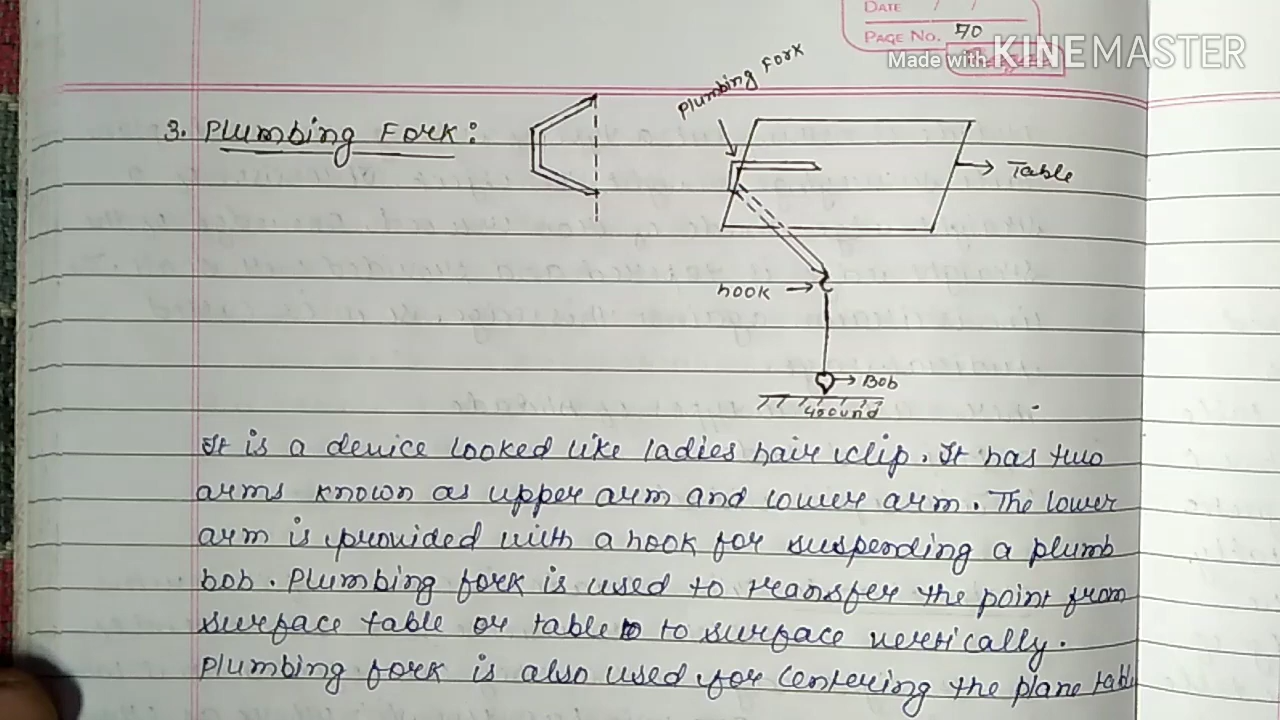 DATE / /
PAGE NO. 70
Made with KINEMASTER
Plumbing Fork
3. Plumbing Fork:
Table
hook
Bob
Ground
It is a device looked like ladies hair clip. It has two
arms known as upper arm and lower arm. The lower
arm is provided with a hook for suspending a plumb
bob. Plumbing fork is used to transfer the point from
surface table or table to surface vertically.
Plumbing fork is also used for centering the plane table